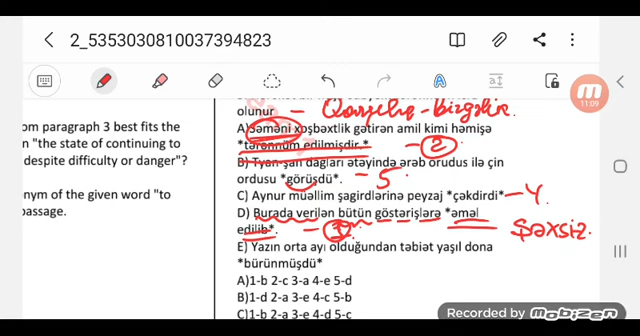 2_5353030810037394823
M
11:09
olunur – Qarşılıq-bizgəlir
om paragraph 3 best fits the
n "the state of continuing to
despite difficulty or danger"?
onym of the given word "to
passage.
A)Səməni xoşbəxtlik gətirən amil kimi həmişə
*tərənnüm edilmişdir.* – 2
B) Tyan-şan dağları ətəyində ərəb ordusu ilə çin
ordusu *görüşdü*. – 5
C) Aynur müəllim şagirdlərinə peyzaj *çəkdirdi* – 4
D) Burada verilən bütün göstərişlərə *əməl
edilib*. – 3 şəxsiz.
E) Yazın orta ayı olduğundan təbiət yaşıl dona
*bürünmüşdü*
A)1-b 2-c 3-a 4-e 5-d
B)1-d 2-a 3-e 4-c 5-b
C)1-b 2-a 3-e 4-d 5-c
Recorded by
Mobizen